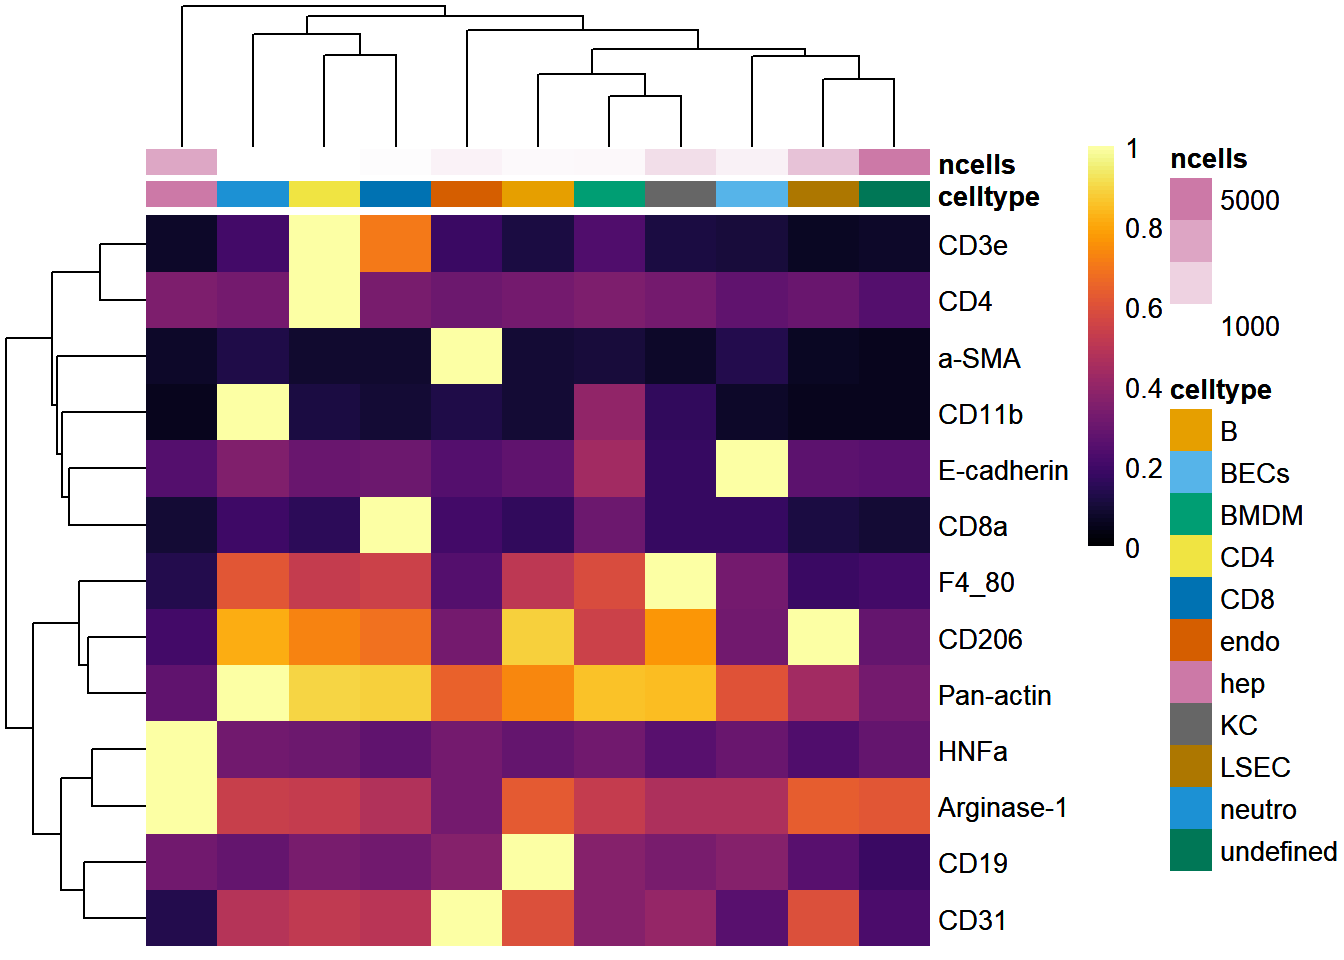 ncells
celltype
CD3e
CD4
a-SMA
CD11b
E-cadherin
CD8a
F4_80
CD206
Pan-actin
HNFa
Arginase-1
CD19
CD31
1
0.8
0.6
0.4
0.2
0
ncells
5000
1000
celltype
B
BECs
BMDM
CD4
CD8
endo
hep
KC
LSEC
neutro
undefined